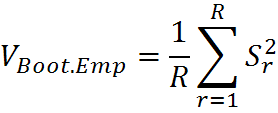 V_{Boot.Emp} = \frac{1}{R} \sum_{r=1}^{R} S_r^2